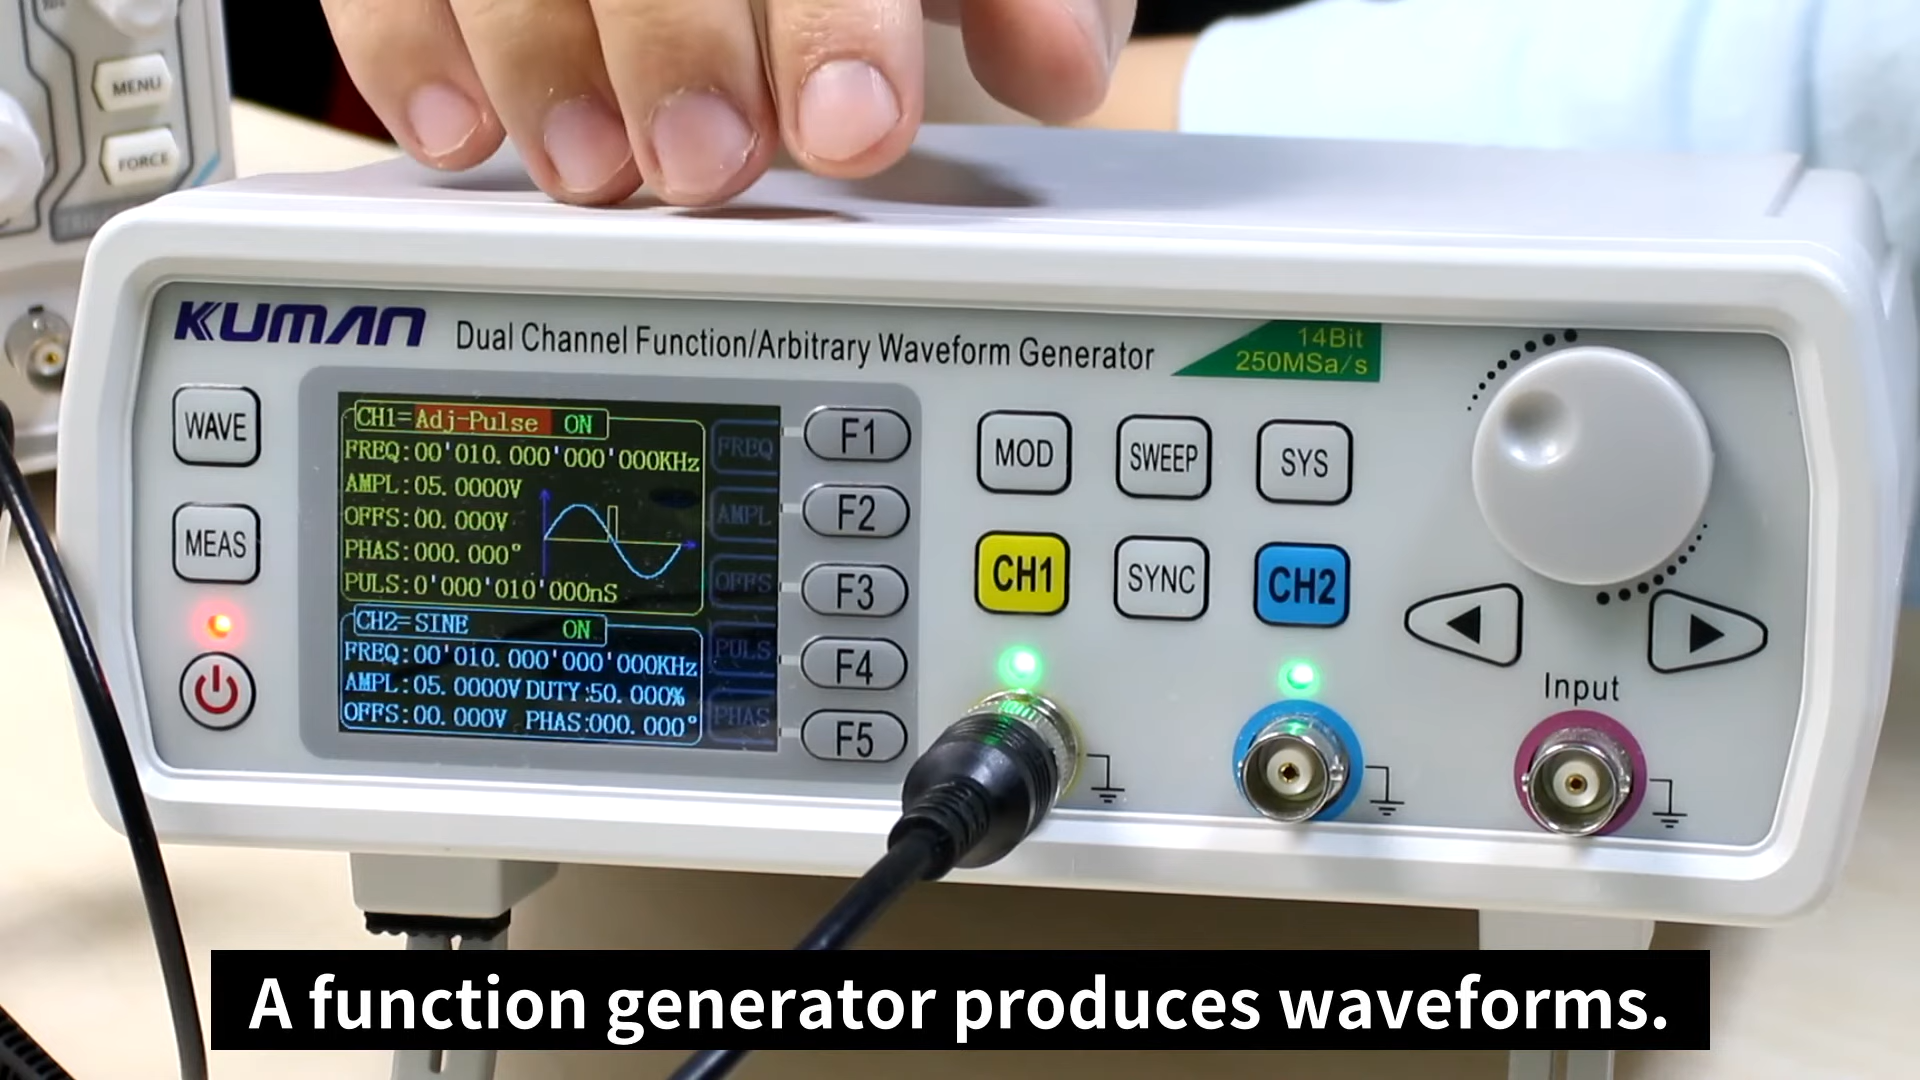 MENU
FORCE
KUMAN
Dual Channel Function/Arbitrary Waveform Generator
14Bit
250MSa/s
WAVE
MEAS
CH1=Adj-Pulse ON
FREQ:00'010.000'000'000KHz
AMPL:05.0000V
OFFS:00.000V
PHAS:000.000°
PULS:0'000'010'000nS
CH2=SINE ON
FREQ:00'010.000'000'000KHz
AMPL:05.0000V DUTY:50.000%
OFFS:00.000V PHAS:000.000°
FREQ
AMPL
OFFS
PULS
PHAS
F1
F2
F3
F4
F5
MOD
SWEEP
SYS
CH1
SYNC
CH2
Input
A function generator produces waveforms.